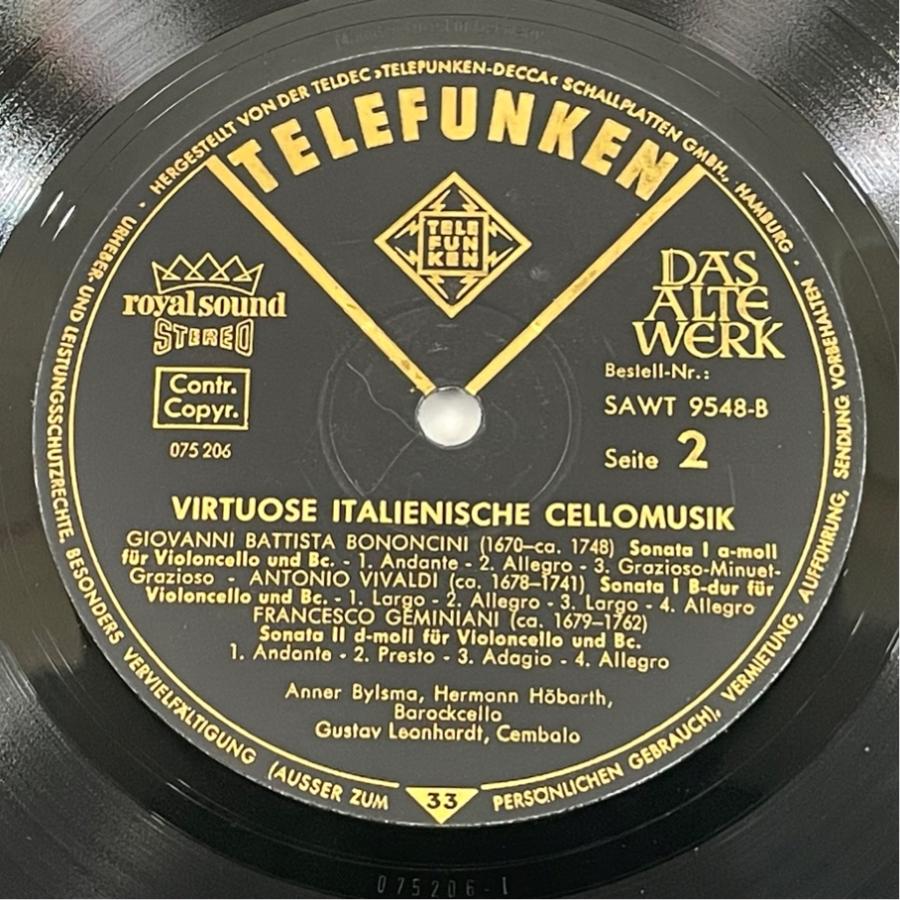 · HERGESTELLT VON DER TELDEC »TELEFUNKEN-DECCA« SCHALLPLATTEN GMBH., HAMBURG ·
URHEBER- UND LEISTUNGSSCHUTZRECHTE, BESONDERS VERVIELFÄLTIGUNG (AUSSER ZUM PERSÖNLICHEN GEBRAUCH), VERMIETUNG, AUFFÜHRUNG, SENDUNG VORBEHALTEN ·
TELEFUNKEN
TELE
FUN
KEN
royal sound
STEREO
Contr.
Copyr.
075 206
DAS
ALTE
WERK
Bestell-Nr.:
SAWT 9548-B
Seite 2
VIRTUOSE ITALIENISCHE CELLOMUSIK
GIOVANNI BATTISTA BONONCINI (1670–ca. 1748) Sonata I a-moll
für Violoncello und Bc. - 1. Andante - 2. Allegro - 3. Grazioso-Minuet-
Grazioso - ANTONIO VIVALDI (ca. 1678–1741) Sonata I B-dur für
Violoncello und Bc. - 1. Largo - 2. Allegro - 3. Largo - 4. Allegro
FRANCESCO GEMINIANI (ca. 1679–1762)
Sonata II d-moll für Violoncello und Bc.
1. Andante - 2. Presto - 3. Adagio - 4. Allegro
Anner Bylsma, Hermann Höbarth,
Barockcello
Gustav Leonhardt, Cembalo
33
075206-1